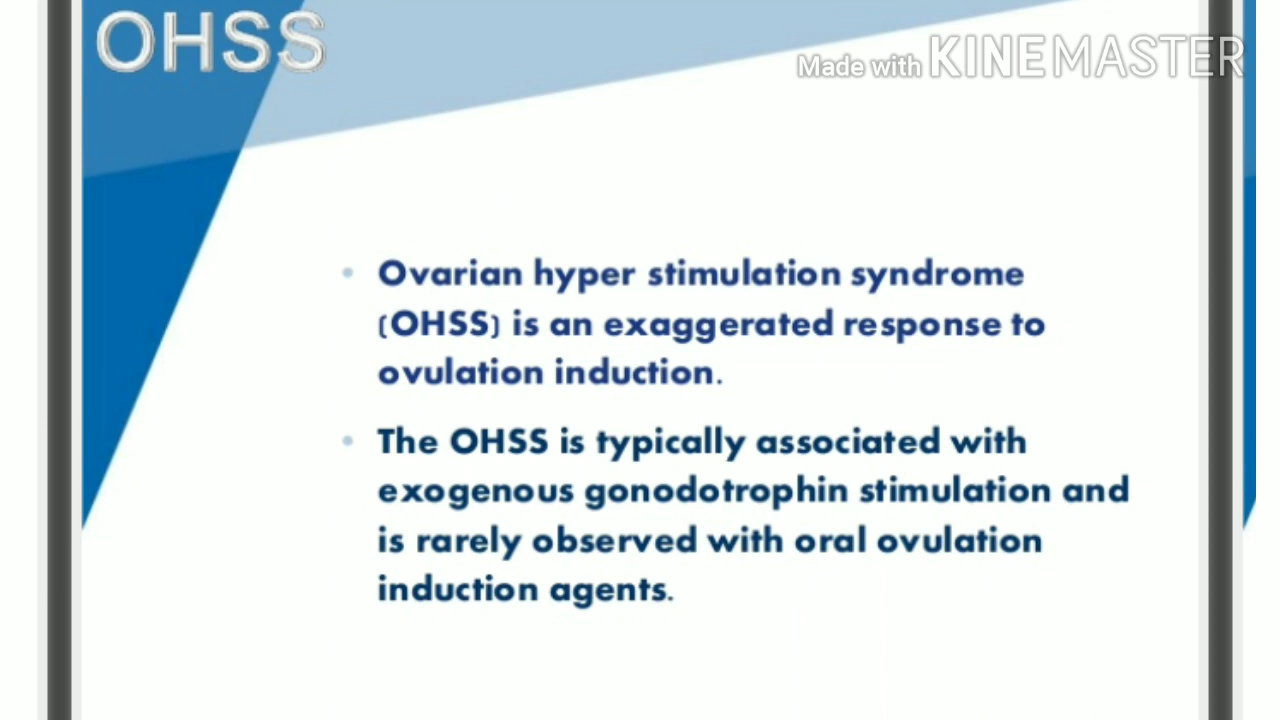 OHSS
Made with KINEMASTER
• Ovarian hyper stimulation syndrome
(OHSS) is an exaggerated response to
ovulation induction.
• The OHSS is typically associated with
exogenous gonodotrophin stimulation and
is rarely observed with oral ovulation
induction agents.